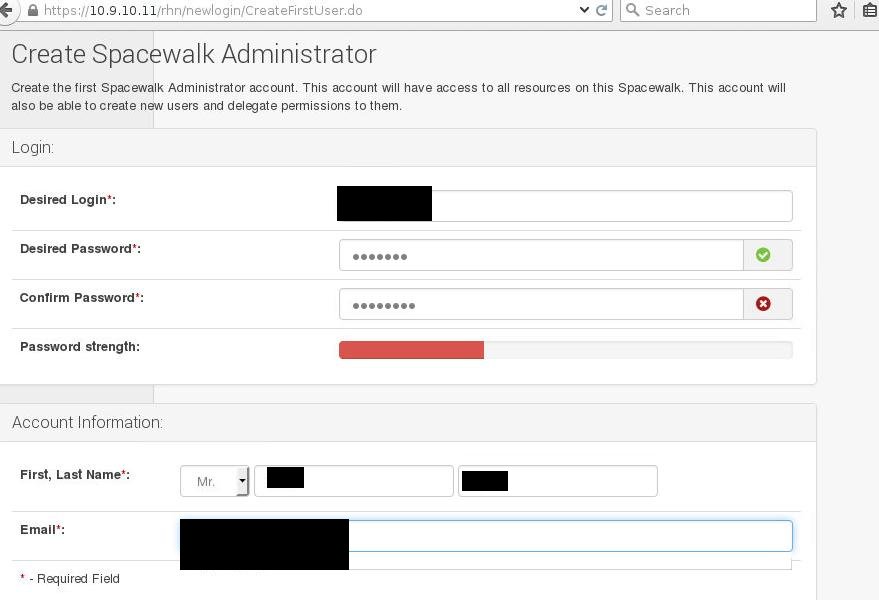 https://10.9.10.11/rhn/newlogin/CreateFirstUser.do Search
Create Spacewalk Administrator
Create the first Spacewalk Administrator account. This account will have access to all resources on this Spacewalk. This account will
also be able to create new users and delegate permissions to them.
Login:
Desired Login*:
Desired Password*: •••••••
Confirm Password*: ••••••••
Password strength:
Account Information:
First, Last Name*: Mr.
Email*:
* - Required Field